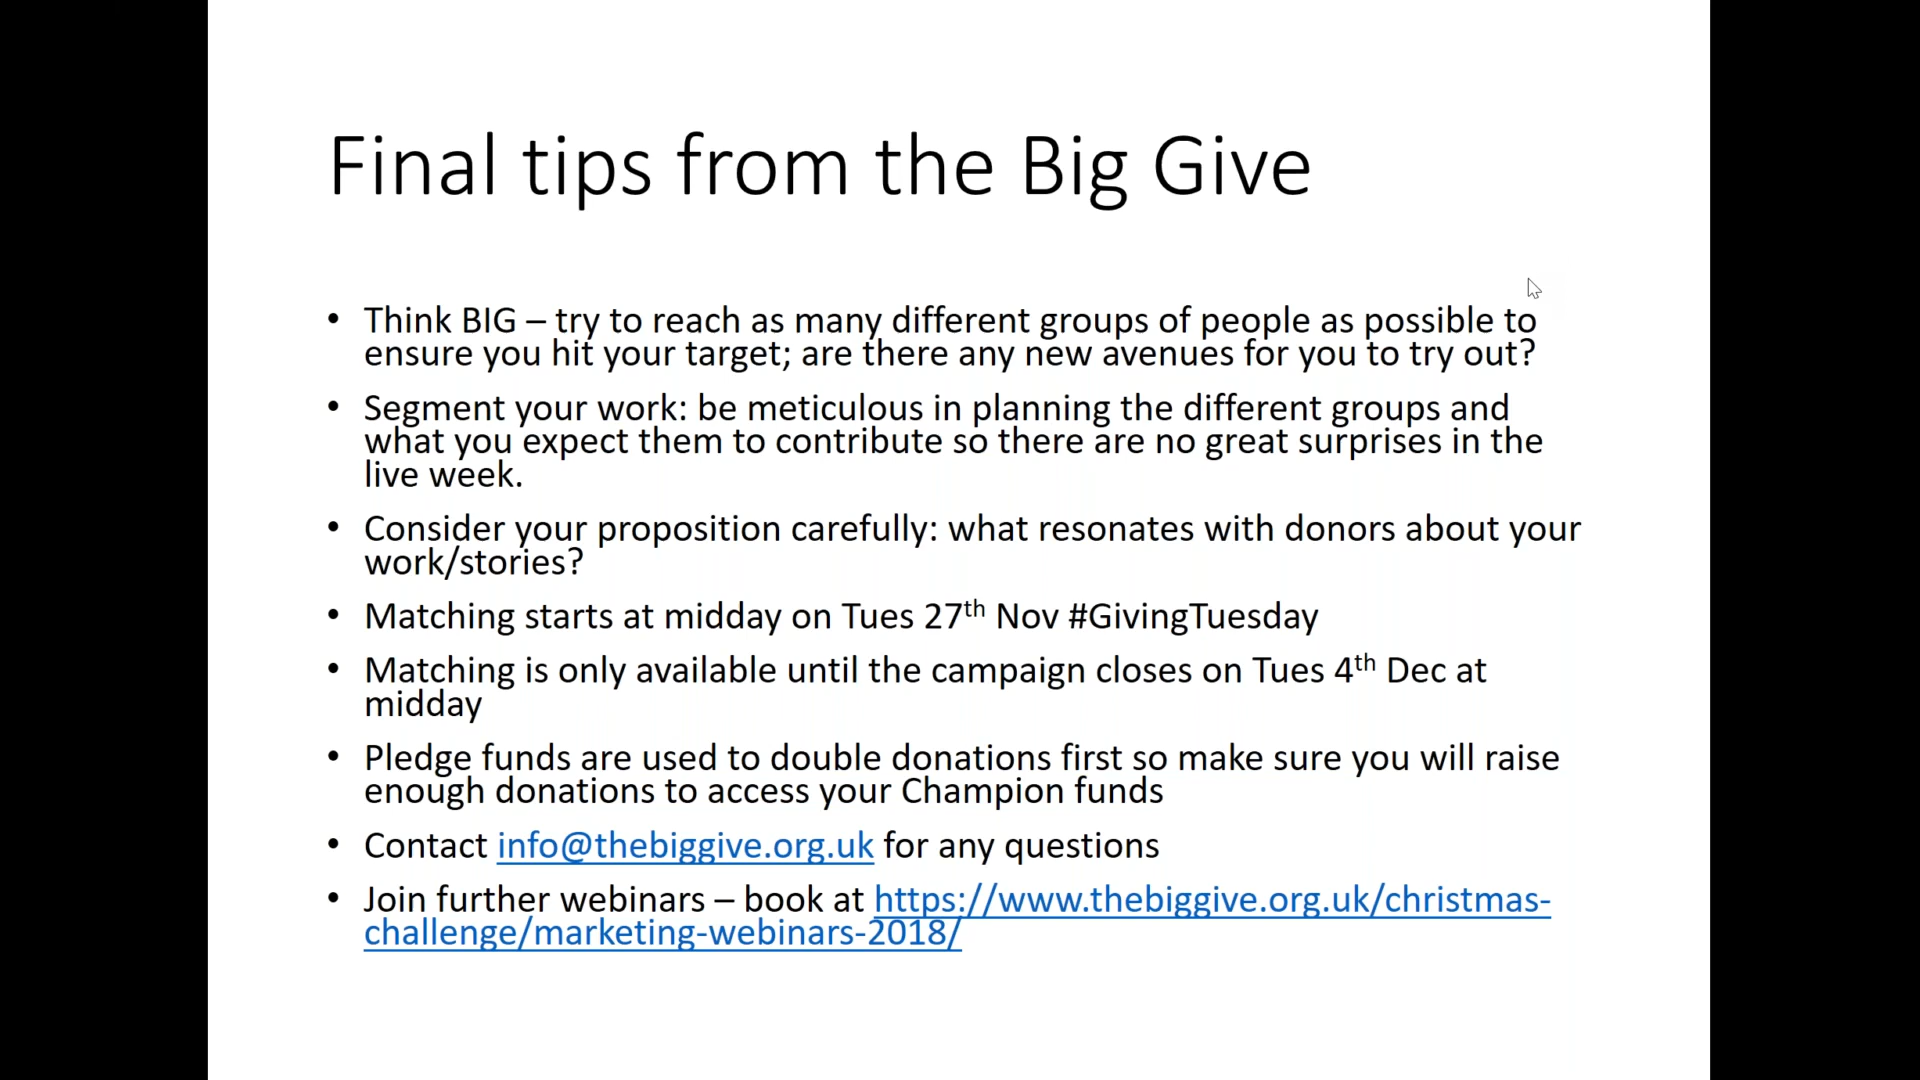 Final tips from the Big Give
• Think BIG – try to reach as many different groups of people as possible to
ensure you hit your target; are there any new avenues for you to try out?
• Segment your work: be meticulous in planning the different groups and
what you expect them to contribute so there are no great surprises in the
live week.
• Consider your proposition carefully: what resonates with donors about your
work/stories?
• Matching starts at midday on Tues 27th Nov #GivingTuesday
• Matching is only available until the campaign closes on Tues 4th Dec at
midday
• Pledge funds are used to double donations first so make sure you will raise
enough donations to access your Champion funds
• Contact info@thebiggive.org.uk for any questions
• Join further webinars – book at https://www.thebiggive.org.uk/christmas-
challenge/marketing-webinars-2018/